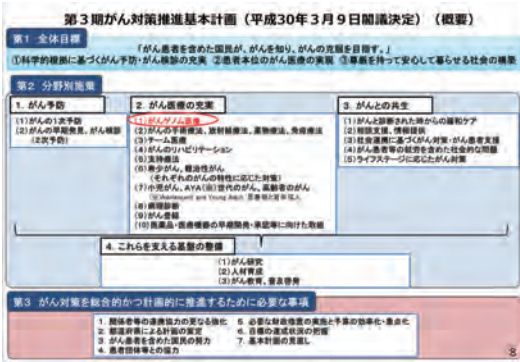 第３期がん対策推進基本計画（平成30年３月９日閣議決定）（概要）
第1 全体目標
「がん患者を含めた国民が、がんを知り、がんの克服を目指す。」
①科学的根拠に基づくがん予防・がん検診の充実 ②患者本位のがん医療の実現 ③尊厳を持って安心して暮らせる社会の構築
第2 分野別施策
1. がん予防
(1)がんの1次予防
(2)がんの早期発見、がん検診
(2次予防)
2. がん医療の充実
(1)がんゲノム医療
(2)がんの手術療法、放射線療法、薬物療法、免疫療法
(3)チーム医療
(4)がんのリハビリテーション
(5)支持療法
(6)希少がん、難治性がん
(それぞれのがんの特性に応じた対策)
(7)小児がん、AYA(※)世代のがん、高齢者のがん
(※)Adolescent and Young Adult:思春期と若年成人
(8)病理診断
(9)がん登録
(10)医薬品・医療機器の早期開発・承認等に向けた取組
3. がんとの共生
(1)がんと診断された時からの緩和ケア
(2)相談支援、情報提供
(3)社会連携に基づくがん対策・がん患者支援
(4)がん患者等の就労を含めた社会的な問題
(5)ライフステージに応じたがん対策
4. これらを支える基盤の整備
(1)がん研究
(2)人材育成
(3)がん教育、普及啓発
第3 がん対策を総合的かつ計画的に推進するために必要な事項
1. 関係者等の連携協力の更なる強化
2. 都道府県による計画の策定
3. がん患者を含めた国民の努力
4. 患者団体等との協力
5. 必要な財政措置の実施と予算の効率化・重点化
6. 目標の達成状況の把握
7. 基本計画の見直し